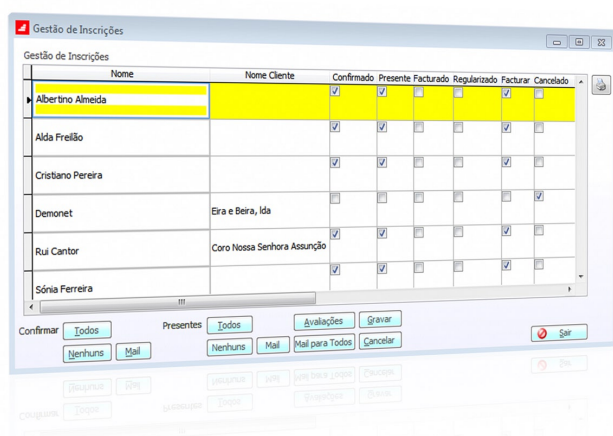 Gestão de Inscrições
Gestão de Inscrições
Nome Nome Cliente Confirmado Presente Facturado Regularizado Facturar Cancelado
Albertino Almeida
Alda Freilão
Cristiano Pereira
Demonet Eira e Beira, lda
Rui Cantor Coro Nossa Senhora Assunção
Sónia Ferreira
Confirmar Todos Presentes Todos Avaliações Gravar
Nenhuns Mail Nenhuns Mail Mail para Todos Cancelar Sair